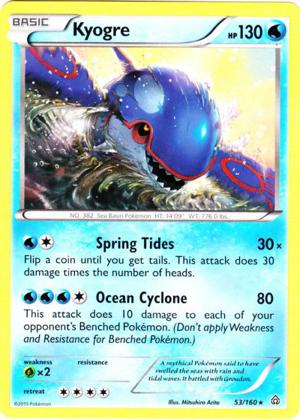 BASIC
Kyogre
HP130
NO. 382 Sea Basin Pokémon HT: 14'09" WT: 776.0 lbs.
Spring Tides 30×
Flip a coin until you get tails. This attack does 30
damage times the number of heads.
Ocean Cyclone 80
This attack does 10 damage to each of your
opponent's Benched Pokémon. (Don't apply Weakness
and Resistance for Benched Pokémon.)
weakness resistance
×2
retreat
A mythical Pokémon said to have
swelled the seas with rain and
tidal waves. It battled with Groudon.
©2015 Pokémon
Illus. Mitsuhiro Arita
53/160 ★